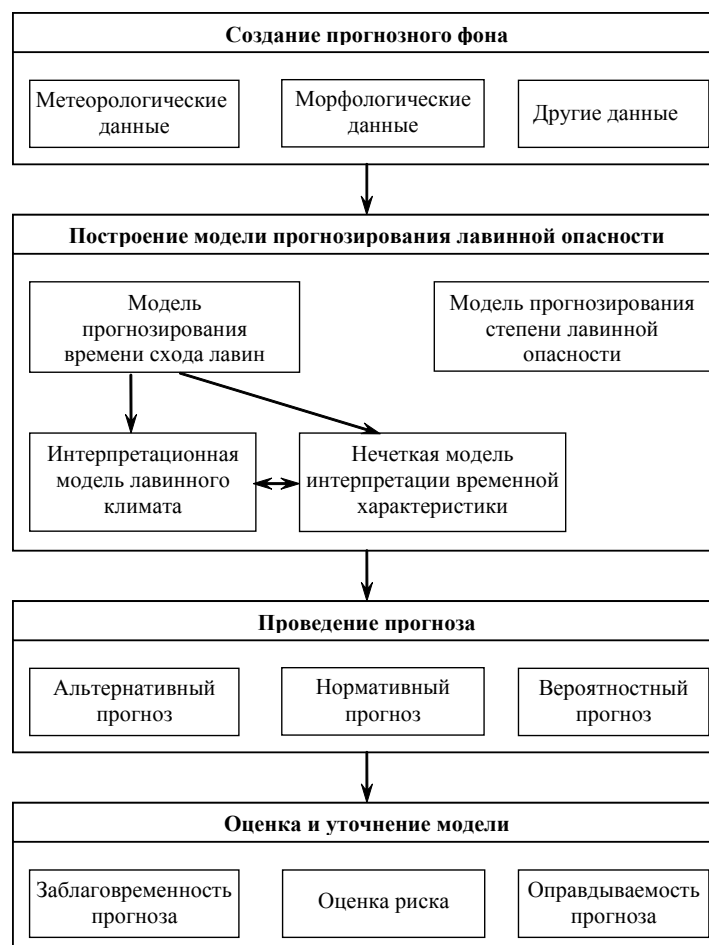 Создание прогнозного фона
Метеорологические
данные
Морфологические
данные
Другие данные
Построение модели прогнозирования лавинной опасности
Модель
прогнозирования
времени схода лавин
Модель прогнозирования
степени лавинной
опасности
Интерпретационная
модель лавинного
климата
Нечеткая модель
интерпретации временной
характеристики
Проведение прогноза
Альтернативный
прогноз
Нормативный
прогноз
Вероятностный
прогноз
Оценка и уточнение модели
Заблаговременность
прогноза
Оценка риска
Оправдываемость
прогноза